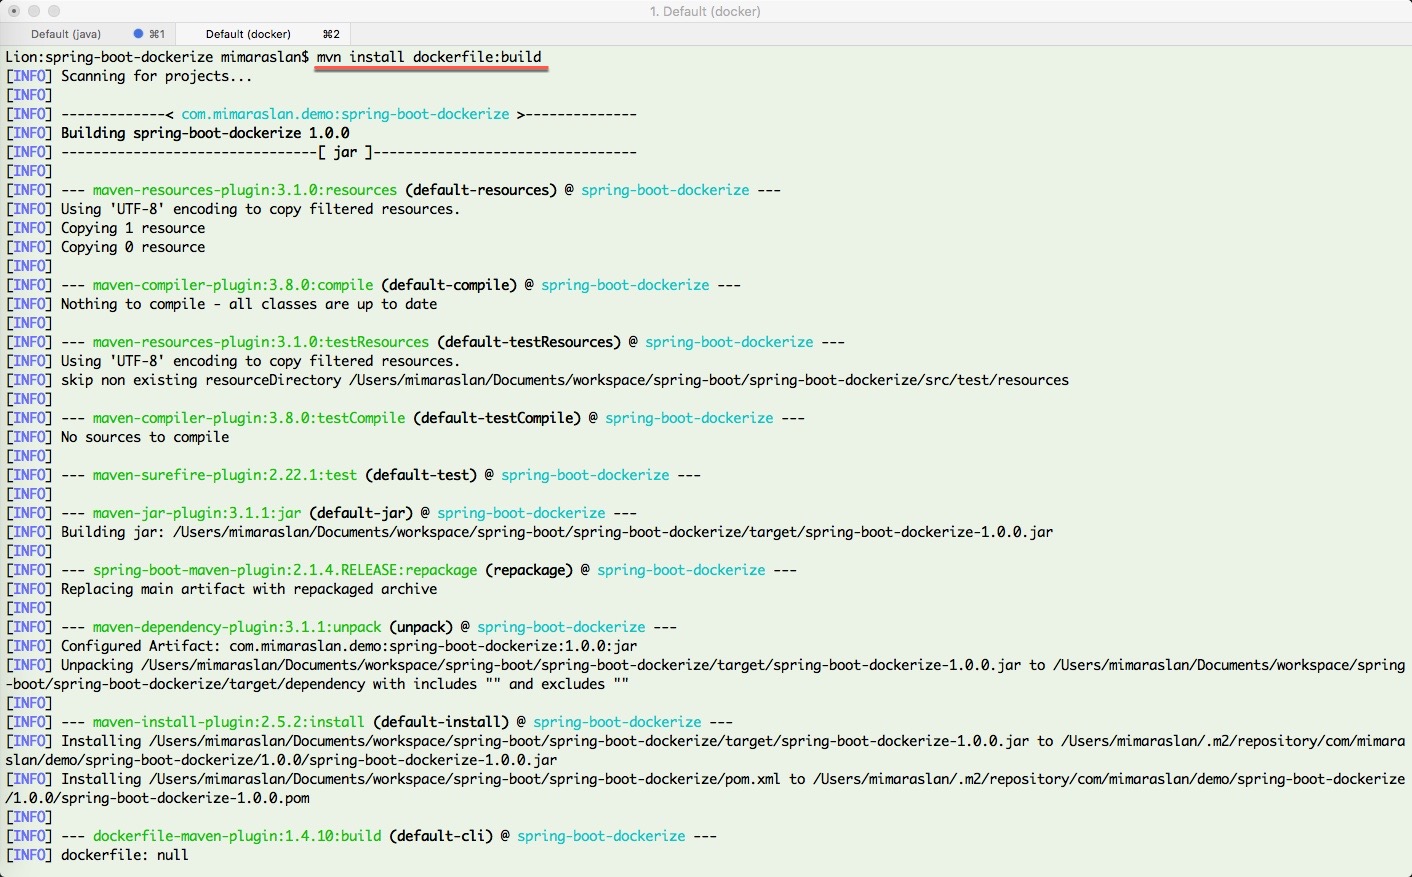 1. Default (docker)
Default (java) ⌘1 Default (docker) ⌘2
Lion:spring-boot-dockerize mimaraslan$ mvn install dockerfile:build
[INFO] Scanning for projects...
[INFO]
[INFO] -------------< com.mimaraslan.demo:spring-boot-dockerize >--------------
[INFO] Building spring-boot-dockerize 1.0.0
[INFO] --------------------------------[ jar ]---------------------------------
[INFO]
[INFO] --- maven-resources-plugin:3.1.0:resources (default-resources) @ spring-boot-dockerize ---
[INFO] Using 'UTF-8' encoding to copy filtered resources.
[INFO] Copying 1 resource
[INFO] Copying 0 resource
[INFO]
[INFO] --- maven-compiler-plugin:3.8.0:compile (default-compile) @ spring-boot-dockerize ---
[INFO] Nothing to compile - all classes are up to date
[INFO]
[INFO] --- maven-resources-plugin:3.1.0:testResources (default-testResources) @ spring-boot-dockerize ---
[INFO] Using 'UTF-8' encoding to copy filtered resources.
[INFO] skip non existing resourceDirectory /Users/mimaraslan/Documents/workspace/spring-boot/spring-boot-dockerize/src/test/resources
[INFO]
[INFO] --- maven-compiler-plugin:3.8.0:testCompile (default-testCompile) @ spring-boot-dockerize ---
[INFO] No sources to compile
[INFO]
[INFO] --- maven-surefire-plugin:2.22.1:test (default-test) @ spring-boot-dockerize ---
[INFO]
[INFO] --- maven-jar-plugin:3.1.1:jar (default-jar) @ spring-boot-dockerize ---
[INFO] Building jar: /Users/mimaraslan/Documents/workspace/spring-boot/spring-boot-dockerize/target/spring-boot-dockerize-1.0.0.jar
[INFO]
[INFO] --- spring-boot-maven-plugin:2.1.4.RELEASE:repackage (repackage) @ spring-boot-dockerize ---
[INFO] Replacing main artifact with repackaged archive
[INFO]
[INFO] --- maven-dependency-plugin:3.1.1:unpack (unpack) @ spring-boot-dockerize ---
[INFO] Configured Artifact: com.mimaraslan.demo:spring-boot-dockerize:1.0.0:jar
[INFO] Unpacking /Users/mimaraslan/Documents/workspace/spring-boot/spring-boot-dockerize/target/spring-boot-dockerize-1.0.0.jar to /Users/mimaraslan/Documents/workspace/spring
-boot/spring-boot-dockerize/target/dependency with includes "" and excludes ""
[INFO]
[INFO] --- maven-install-plugin:2.5.2:install (default-install) @ spring-boot-dockerize ---
[INFO] Installing /Users/mimaraslan/Documents/workspace/spring-boot/spring-boot-dockerize/target/spring-boot-dockerize-1.0.0.jar to /Users/mimaraslan/.m2/repository/com/mimara
slan/demo/spring-boot-dockerize/1.0.0/spring-boot-dockerize-1.0.0.jar
[INFO] Installing /Users/mimaraslan/Documents/workspace/spring-boot/spring-boot-dockerize/pom.xml to /Users/mimaraslan/.m2/repository/com/mimaraslan/demo/spring-boot-dockerize
/1.0.0/spring-boot-dockerize-1.0.0.pom
[INFO]
[INFO] --- dockerfile-maven-plugin:1.4.10:build (default-cli) @ spring-boot-dockerize ---
[INFO] dockerfile: null